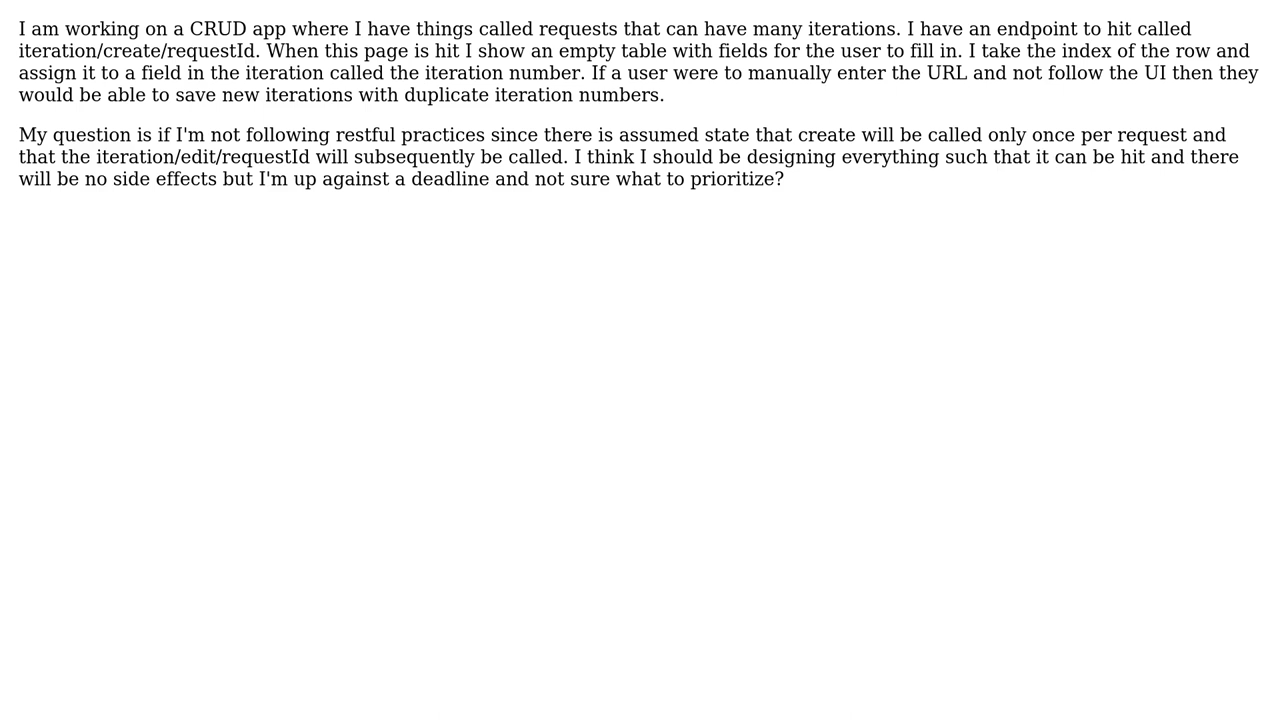 I am working on a CRUD app where I have things called requests that can have many iterations. I have an endpoint to hit called
iteration/create/requestId. When this page is hit I show an empty table with fields for the user to fill in. I take the index of the row and
assign it to a field in the iteration called the iteration number. If a user were to manually enter the URL and not follow the UI then they
would be able to save new iterations with duplicate iteration numbers.
My question is if I'm not following restful practices since there is assumed state that create will be called only once per request and
that the iteration/edit/requestId will subsequently be called. I think I should be designing everything such that it can be hit and there
will be no side effects but I'm up against a deadline and not sure what to prioritize?